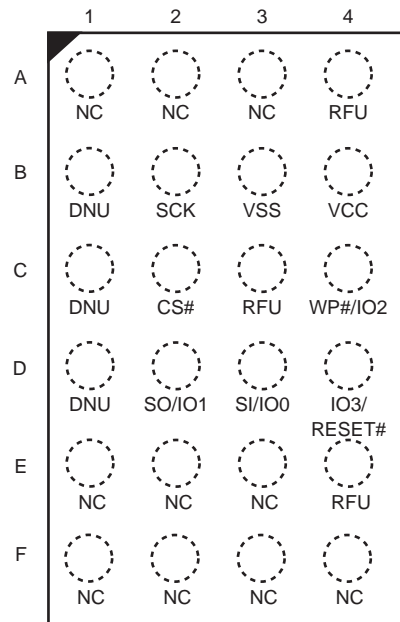 1 2 3 4
A
NC NC NC RFU
B
DNU SCK VSS VCC
C
DNU CS# RFU WP#/IO2
D
DNU SO/IO1 SI/IO0 IO3/
RESET#
E
NC NC NC RFU
F
NC NC NC NC